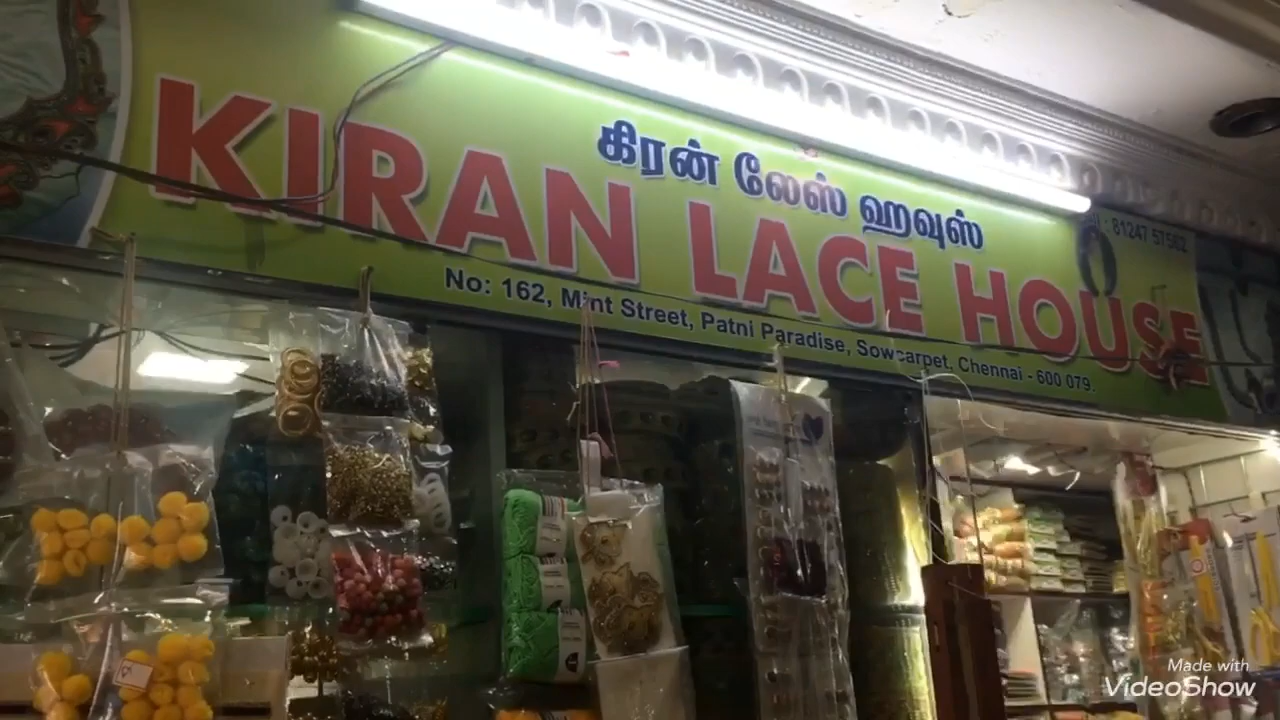 கிரன் லேஸ் ஹவுஸ்
81247 57562
KIRAN LACE HOUSE
No: 162, Mint Street, Patni Paradise, Sowcarpet, Chennai - 600 079.
Made with
VideoShow